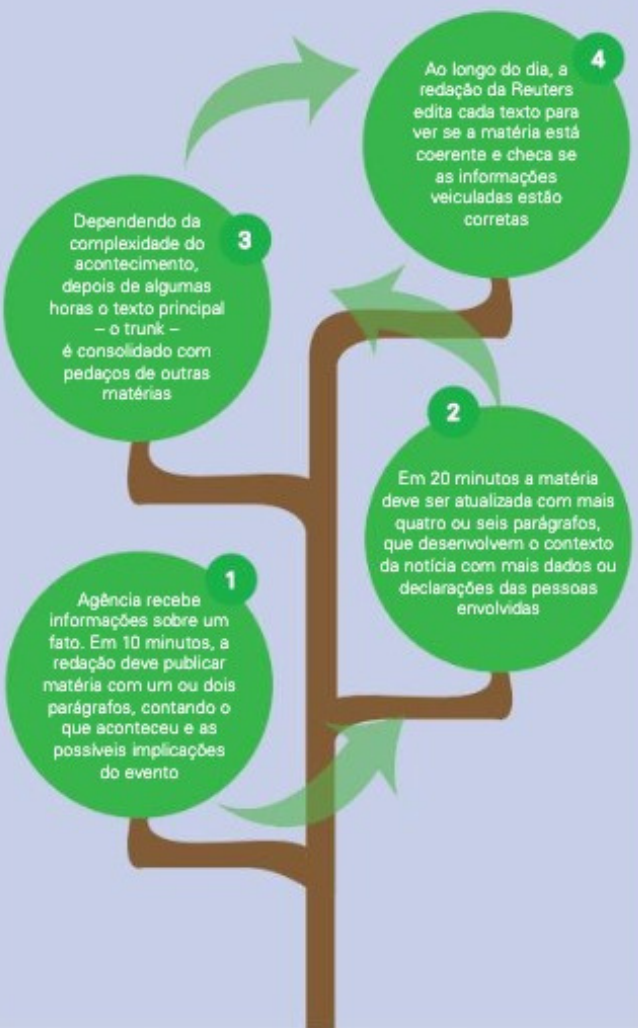 1
Agência recebe
informações sobre um
fato. Em 10 minutos, a
redação deve publicar
matéria com um ou dois
parágrafos, contando o
que aconteceu e as
possíveis implicações
do evento
2
Em 20 minutos a matéria
deve ser atualizada com mais
quatro ou seis parágrafos,
que desenvolvem o contexto
da notícia com mais dados ou
declarações das pessoas
envolvidas
3
Dependendo da
complexidade do
acontecimento,
depois de algumas
horas o texto principal
– o trunk –
é consolidado com
pedaços de outras
matérias
4
Ao longo do dia, a
redação da Reuters
edita cada texto para
ver se a matéria está
coerente e checa se
as informações
veiculadas estão
corretas